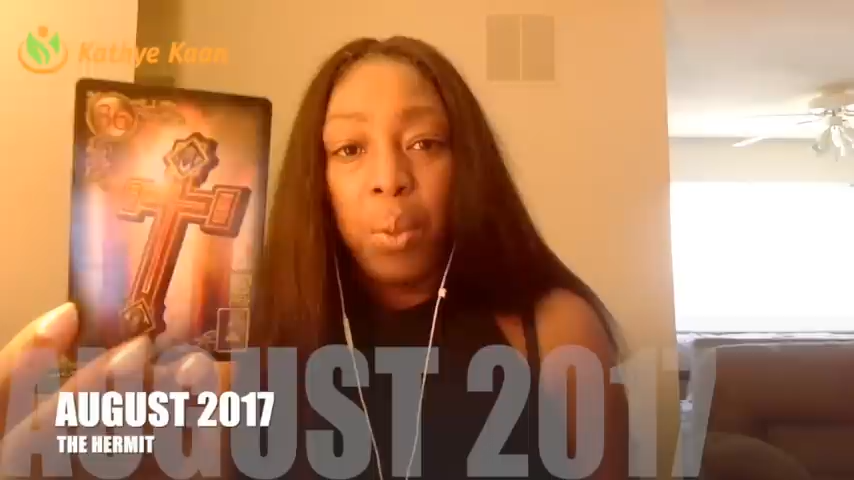 Kathye Kaan
36
AUGUST 2017
AUGUST 2017
THE HERMIT